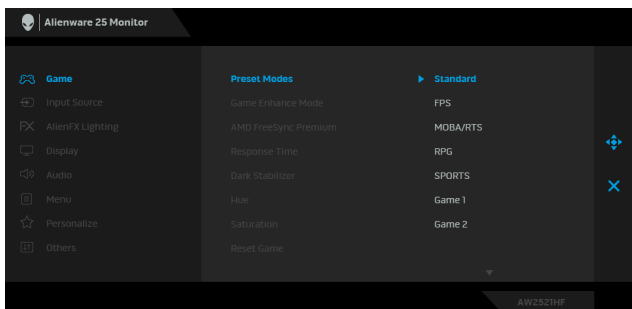 Alienware 25 Monitor
Game
Preset Modes
Standard
Input Source
Game Enhance Mode
FPS
FX
AlienFX Lighting
AMD FreeSync Premium
MOBA/RTS
Display
Response Time
RPG
Audio
Dark Stabilizer
SPORTS
Menu
Hue
Game 1
Personalize
Saturation
Game 2
Others
Reset Game
AW2521HF